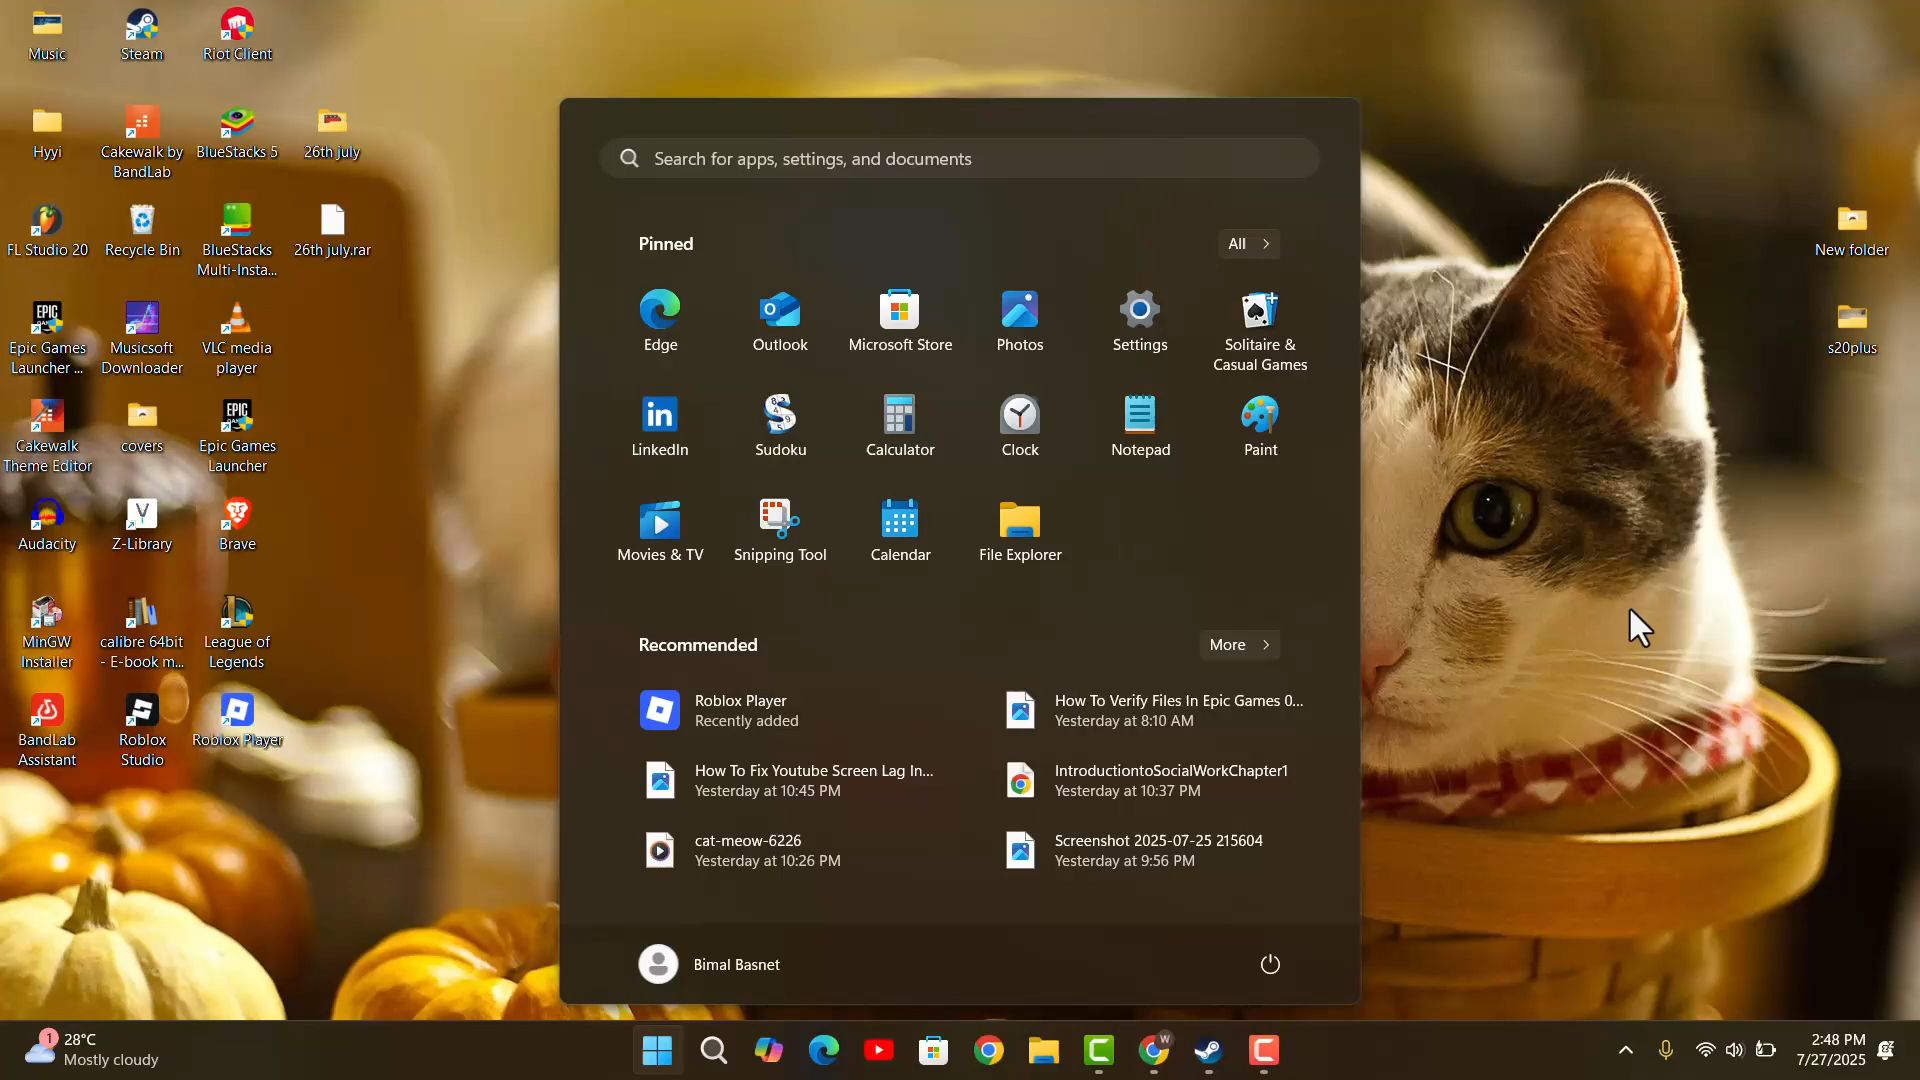 Music
Steam
Riot Client
Hyyi
Cakewalk by
BandLab
BlueStacks 5
26th july
FL Studio 20
Recycle Bin
BlueStacks
Multi-Insta...
26th july.rar
Epic Games
Launcher ...
Musicsoft
Downloader
VLC media
player
Cakewalk
Theme Editor
covers
Epic Games
Launcher
Audacity
Z-Library
Brave
MinGW
Installer
calibre 64bit
- E-book m...
League of
Legends
BandLab
Assistant
Roblox
Studio
Roblox Player
New folder
s20plus
Search for apps, settings, and documents
Pinned
All
Edge
Outlook
Microsoft Store
Photos
Settings
Solitaire &
Casual Games
LinkedIn
Sudoku
Calculator
Clock
Notepad
Paint
Movies & TV
Snipping Tool
Calendar
File Explorer
Recommended
More
Roblox Player
Recently added
How To Verify Files In Epic Games 0...
Yesterday at 8:10 AM
How To Fix Youtube Screen Lag In...
Yesterday at 10:45 PM
IntroductiontoSocialWorkChapter1
Yesterday at 10:37 PM
cat-meow-6226
Yesterday at 10:26 PM
Screenshot 2025-07-25 215604
Yesterday at 9:56 PM
Bimal Basnet
1
28°C
Mostly cloudy
W
2:48 PM
7/27/2025